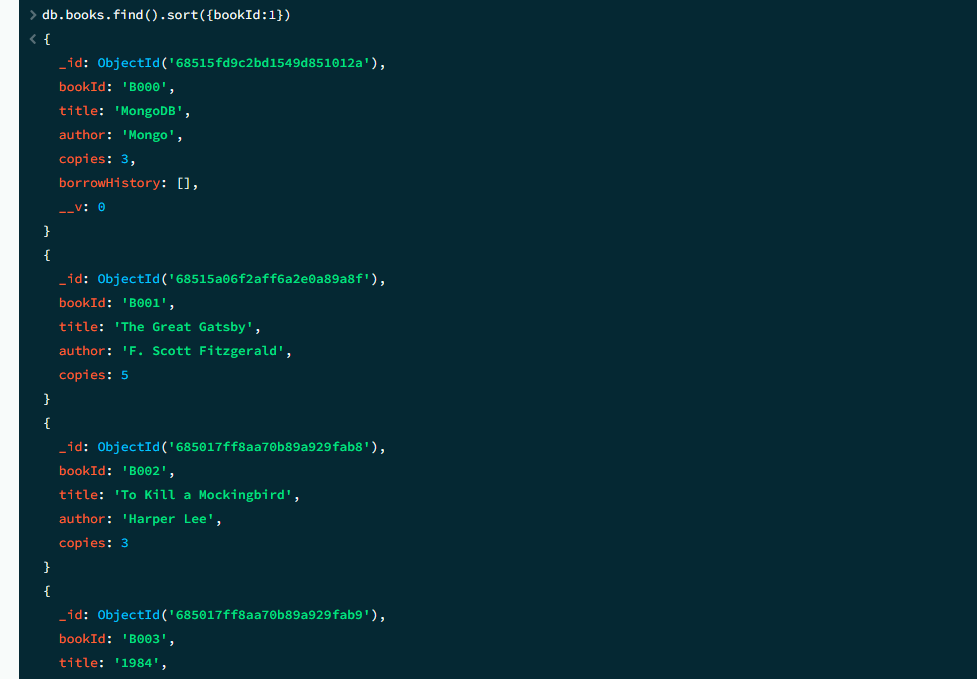 > db.books.find().sort({bookId:1})
< {
_id: ObjectId('68515fd9c2bd1549d851012a'),
bookId: 'B000',
title: 'MongoDB',
author: 'Mongo',
copies: 3,
borrowHistory: [],
__v: 0
}
{
_id: ObjectId('68515a06f2aff6a2e0a89a8f'),
bookId: 'B001',
title: 'The Great Gatsby',
author: 'F. Scott Fitzgerald',
copies: 5
}
{
_id: ObjectId('685017ff8aa70b89a929fab8'),
bookId: 'B002',
title: 'To Kill a Mockingbird',
author: 'Harper Lee',
copies: 3
}
{
_id: ObjectId('685017ff8aa70b89a929fab9'),
bookId: 'B003',
title: '1984',